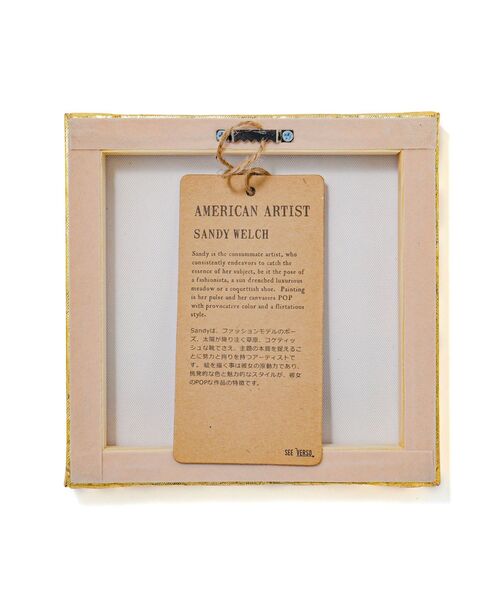 AMERICAN ARTIST
SANDY WELCH
Sandy is the consummate artist, who
consistently endeavors to catch the
essence of her subject, be it the pose of
a fashionista, a sun drenched luxurious
meadow or a coquettish shoe. Painting
is her pulse and her canvases POP
with provocative color and a flirtatious
style.
Sandyは、ファッションモデルのポー
ズ、太陽が降り注ぐ草原、コケティッ
シュな靴でさえ、主題の本質を捉えるこ
とに努力と拘りを持つアーティストで
す。絵を描く事は彼女の原動力であり、
挑発的な色と魅力的なスタイルが、彼女
のPOPな作品の特徴です。
SEE VERSO